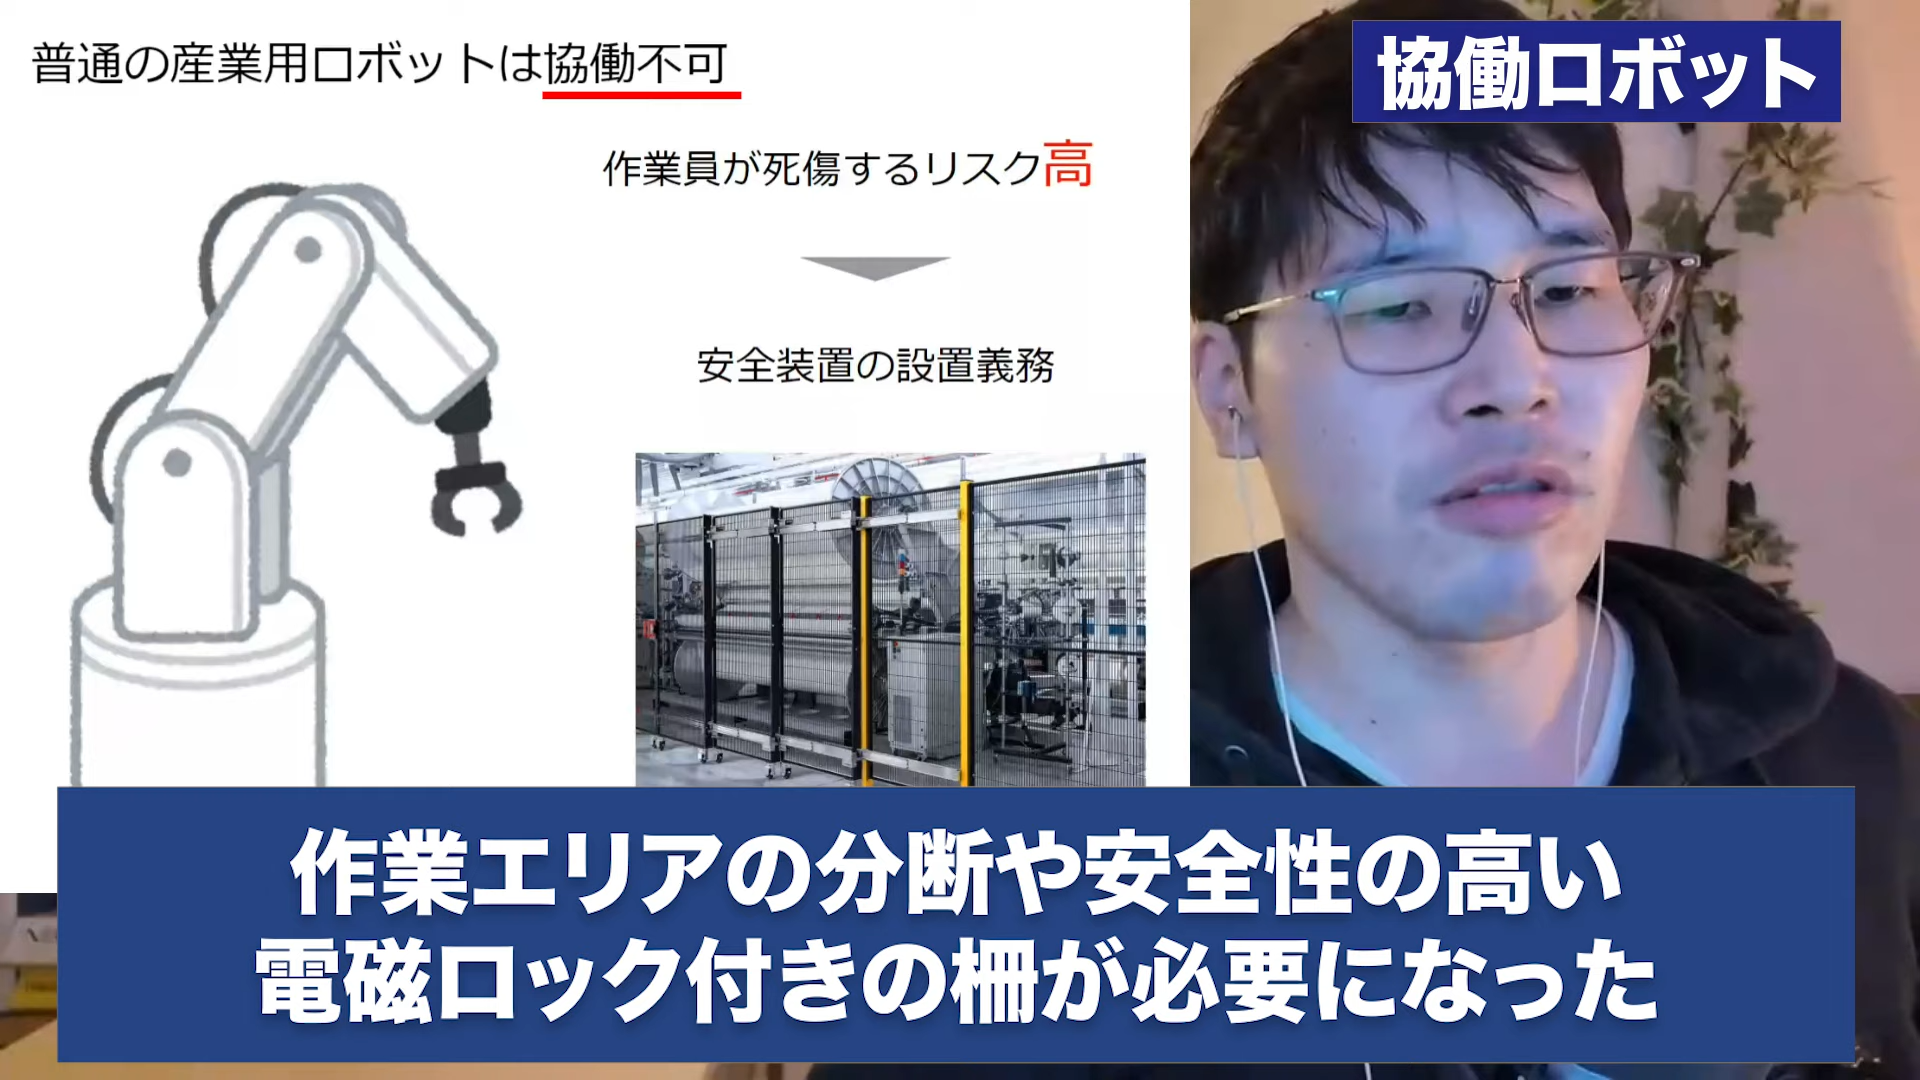 普通の産業用ロボットは協働不可
協働ロボット
作業員が死傷するリスク高
安全装置の設置義務
作業エリアの分断や安全性の高い
電磁ロック付きの柵が必要になった